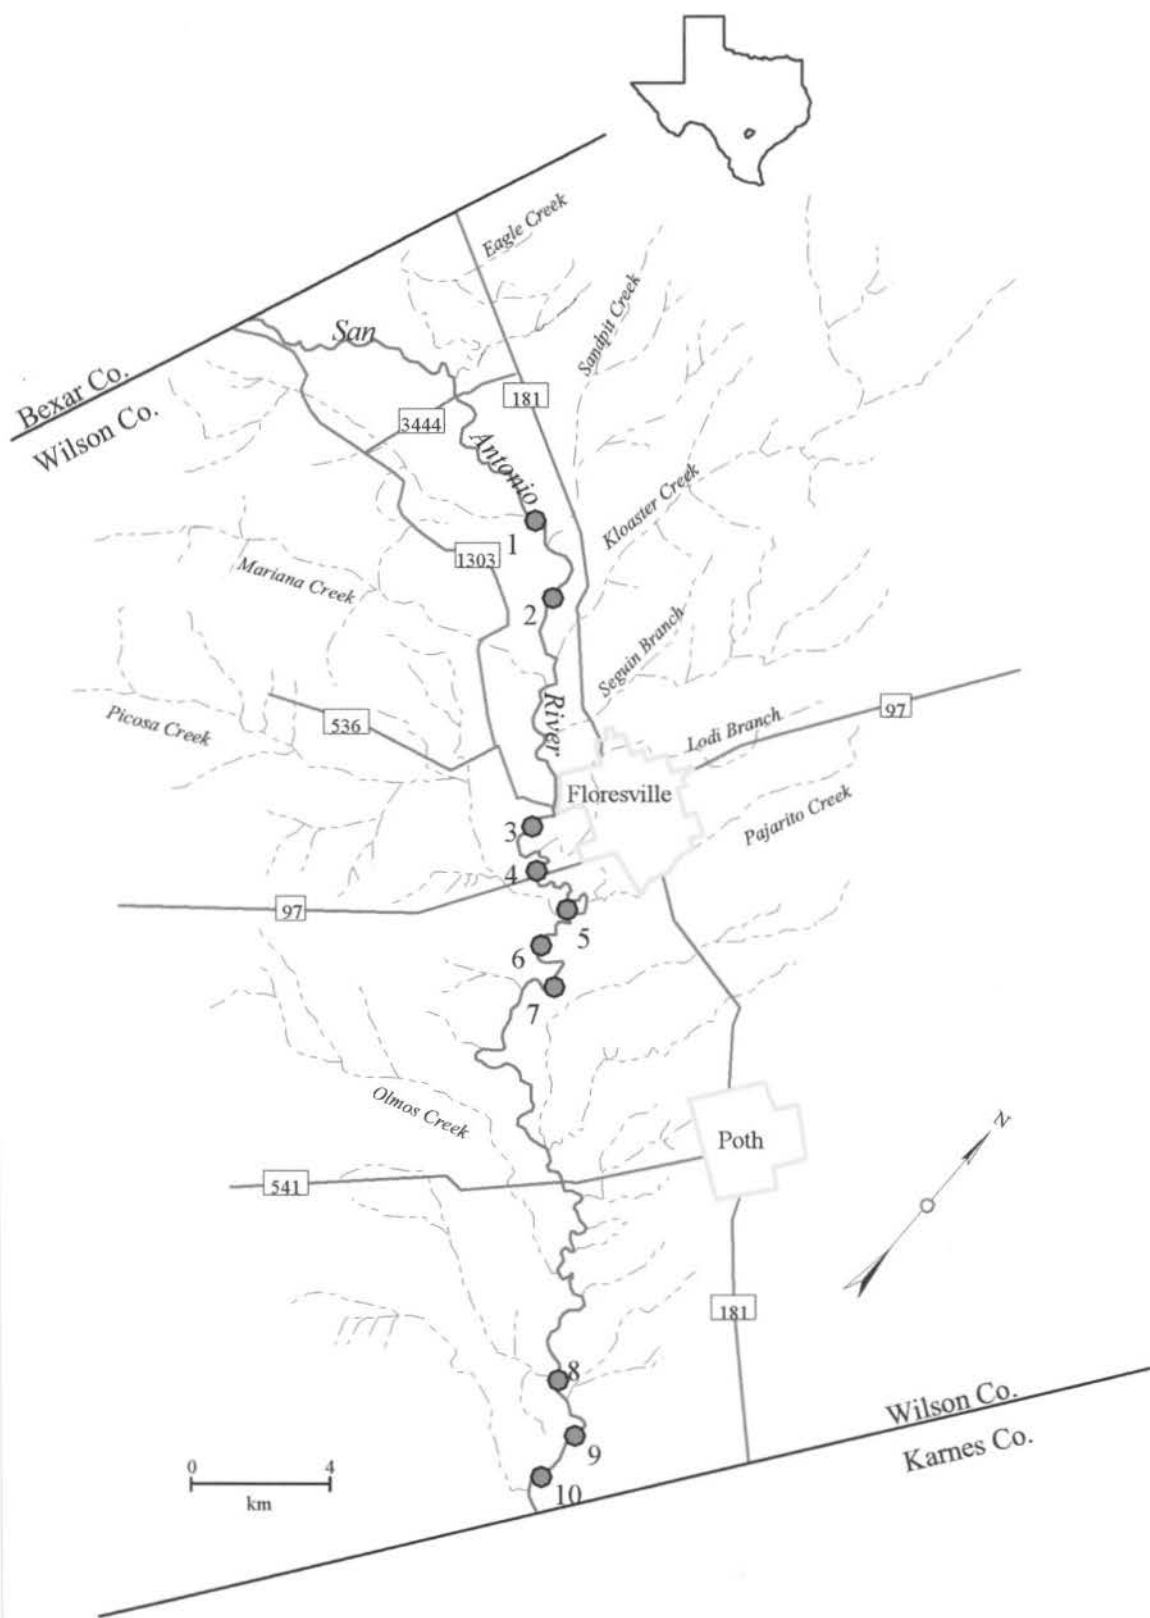 Eagle Creek
Sandpit Creek
San
Bexar Co.
Wilson Co.
181
3444
Antonio
Kloaster Creek
1
1303
Mariana Creek
2
Seguin Branch
River
97
Picosa Creek
536
Lodi Branch
Floresville
Pajarito Creek
3
4
97
5
6
7
Olmos Creek
N
Poth
541
181
8
Wilson Co.
Karnes Co.
9
10
0 4
km